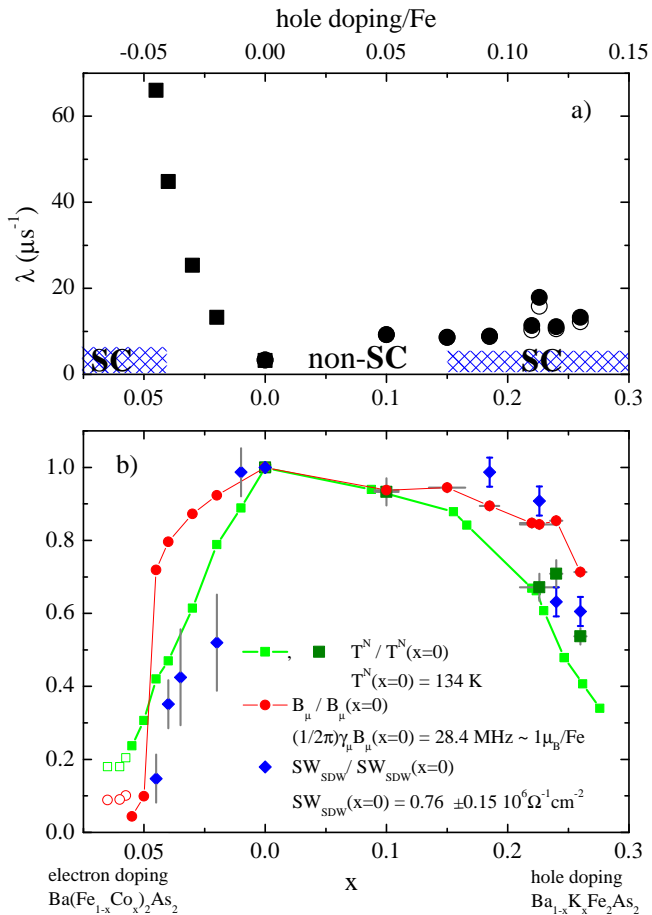 hole doping/Fe
-0.05 0.00 0.05 0.10 0.15
a)
60
40
20
0
λ (μs⁻¹)
SC non-SC SC
0.05 0.0 0.1 0.2 0.3
b)
1.0
0.8
0.6
0.4
0.2
0.0
, Tᴺ / Tᴺ(x=0)
Tᴺ(x=0) = 134 K
B_μ / B_μ(x=0)
(1/2π)γ_μB_μ(x=0) = 28.4 MHz ~ 1μ_B/Fe
SW_SDW/ SW_SDW(x=0)
SW_SDW(x=0) = 0.76 ±0.15 10⁶Ω⁻¹cm⁻²
0.05 0.0 0.1 0.2 0.3
x
electron doping
Ba(Fe₁₋ₓCoₓ)₂As₂
hole doping
Ba₁₋ₓKₓFe₂As₂